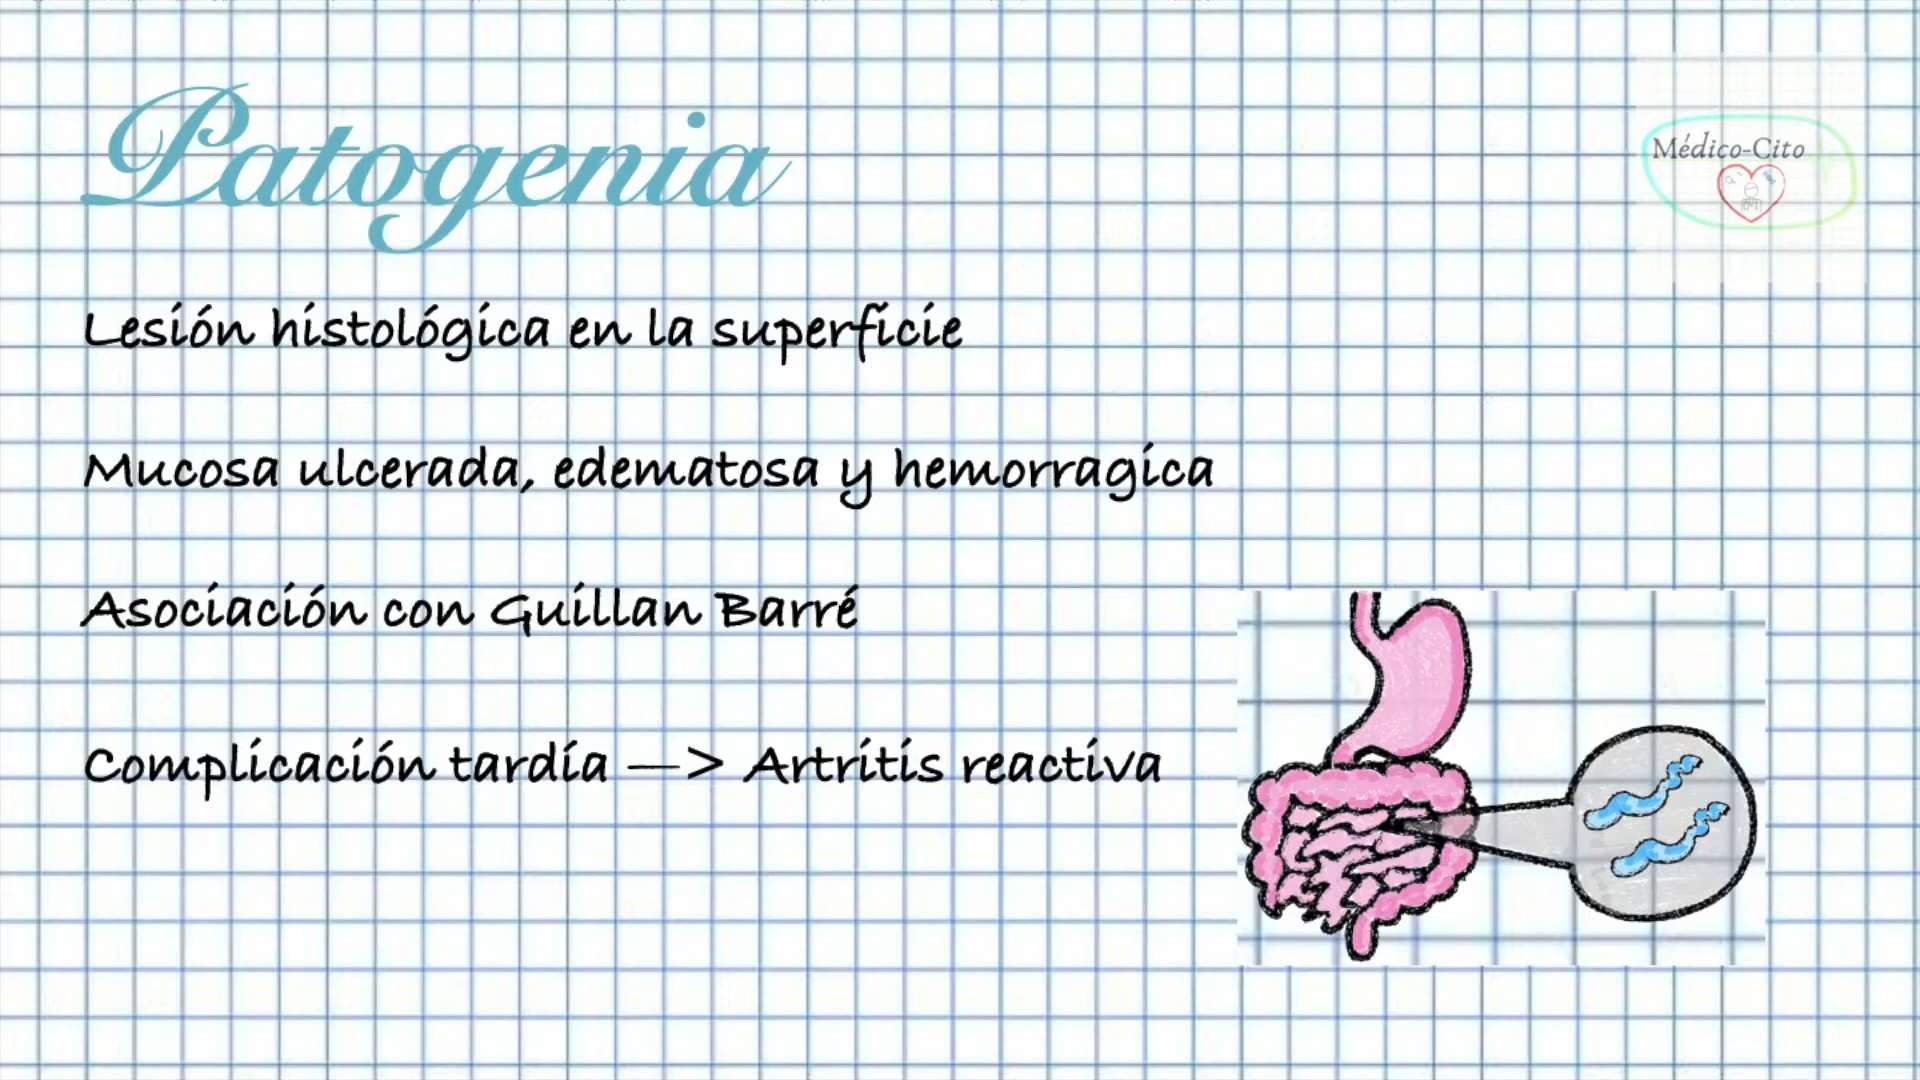 Patogenia
Médico-Cito
Lesión histológica en la superficie
Mucosa ulcerada, edematosa y hemorragica
Asociación con Guillan Barré
Complicación tardía —> Artritis reactiva